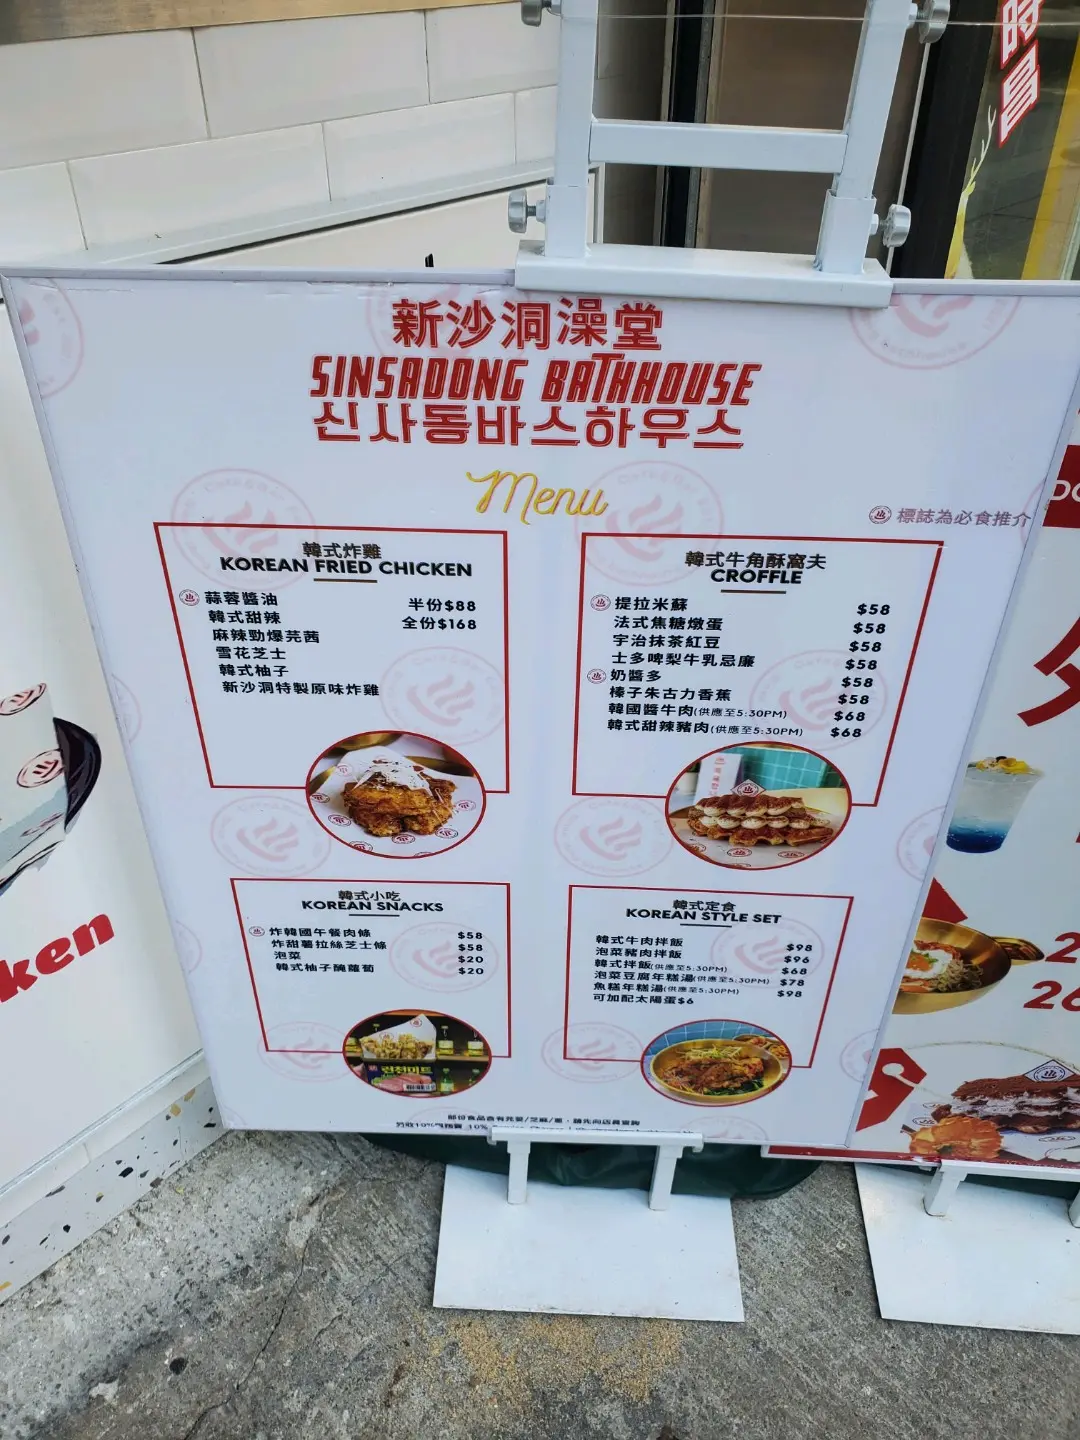 時昌
新沙洞澡堂
SINSADONG BATHHOUSE
신사동바스하우스
Menu
標誌為必食推介
韓式炸雞
KOREAN FRIED CHICKEN
蒜蓉醬油 半份$88
韓式甜辣 全份$168
麻辣勁爆芫茜
雪花芝士
韓式柚子
新沙洞特製原味炸雞
韓式牛角酥窩夫
CROFFLE
提拉米蘇 $58
法式焦糖燉蛋 $58
宇治抹茶紅豆 $58
士多啤梨牛乳忌廉 $58
奶醬多 $58
榛子朱古力香蕉 $58
韓國醬牛肉(供應至5:30PM) $68
韓式甜辣豬肉(供應至5:30PM) $68
韓式小吃
KOREAN SNACKS
炸韓國午餐肉條 $58
炸甜薯拉絲芝士條 $58
泡菜 $20
韓式柚子醃蘿蔔 $20
韓式定食
KOREAN STYLE SET
韓式牛肉拌飯 $98
泡菜豬肉拌飯 $96
韓式拌飯(供應至5:30PM) $68
泡菜豆腐年糕湯(供應至5:30PM) $78
魚糕年糕湯(供應至5:30PM) $98
可加配太陽蛋$6
런천미트
ken